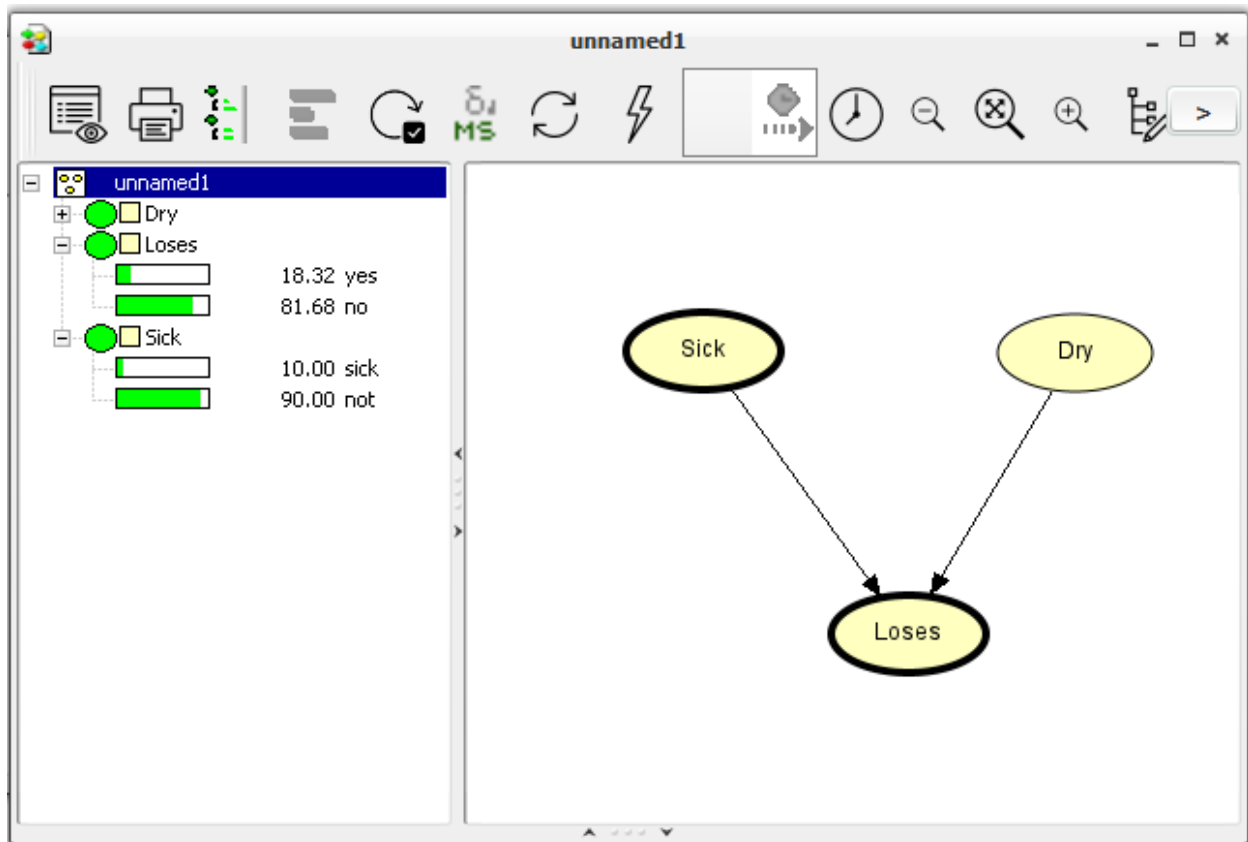 unnamed1
δ
MS
>
unnamed1
Dry
Loses
18.32 yes
81.68 no
Sick
10.00 sick
90.00 not
Sick
Dry
Loses